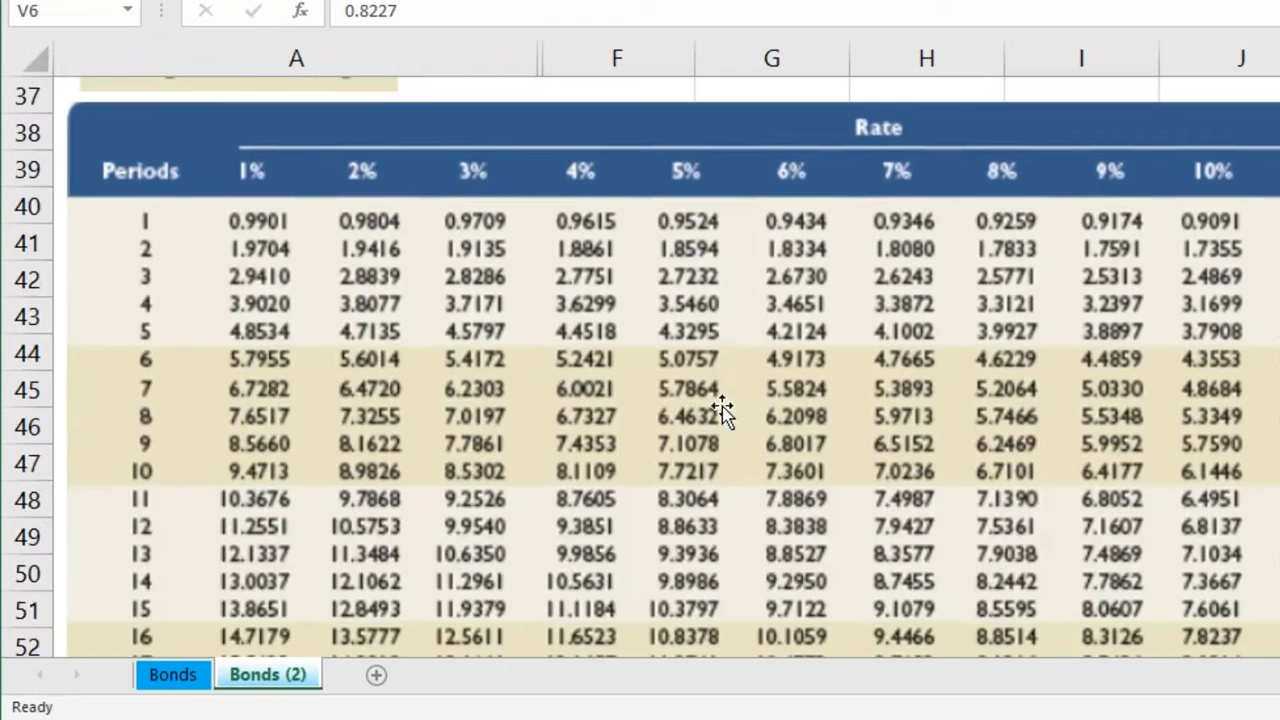 V6 fx 0.8227
A F G H I J
37
38 Rate
39 Periods 1% 2% 3% 4% 5% 6% 7% 8% 9% 10%
40 1 0.9901 0.9804 0.9709 0.9615 0.9524 0.9434 0.9346 0.9259 0.9174 0.9091
41 2 1.9704 1.9416 1.9135 1.8861 1.8594 1.8334 1.8080 1.7833 1.7591 1.7355
42 3 2.9410 2.8839 2.8286 2.7751 2.7232 2.6730 2.6243 2.5771 2.5313 2.4869
43 4 3.9020 3.8077 3.7171 3.6299 3.5460 3.4651 3.3872 3.3121 3.2397 3.1699
5 4.8534 4.7135 4.5797 4.4518 4.3295 4.2124 4.1002 3.9927 3.8897 3.7908
44 6 5.7955 5.6014 5.4172 5.2421 5.0757 4.9173 4.7665 4.6229 4.4859 4.3553
45 7 6.7282 6.4720 6.2303 6.0021 5.7864 5.5824 5.3893 5.2064 5.0330 4.8684
46 8 7.6517 7.3255 7.0197 6.7327 6.4632 6.2098 5.9713 5.7466 5.5348 5.3349
9 8.5660 8.1622 7.7861 7.4353 7.1078 6.8017 6.5152 6.2469 5.9952 5.7590
47 10 9.4713 8.9826 8.5302 8.1109 7.7217 7.3601 7.0236 6.7101 6.4177 6.1446
48 11 10.3676 9.7868 9.2526 8.7605 8.3064 7.8869 7.4987 7.1390 6.8052 6.4951
49 12 11.2551 10.5753 9.9540 9.3851 8.8633 8.3838 7.9427 7.5361 7.1607 6.8137
13 12.1337 11.3484 10.6350 9.9856 9.3936 8.8527 8.3577 7.9038 7.4869 7.1034
50 14 13.0037 12.1062 11.2961 10.5631 9.8986 9.2950 8.7455 8.2442 7.7862 7.3667
51 15 13.8651 12.8493 11.9379 11.1184 10.3797 9.7122 9.1079 8.5595 8.0607 7.6061
52 16 14.7179 13.5777 12.5611 11.6523 10.8378 10.1059 9.4466 8.8514 8.3126 7.8237
Bonds Bonds (2)
Ready